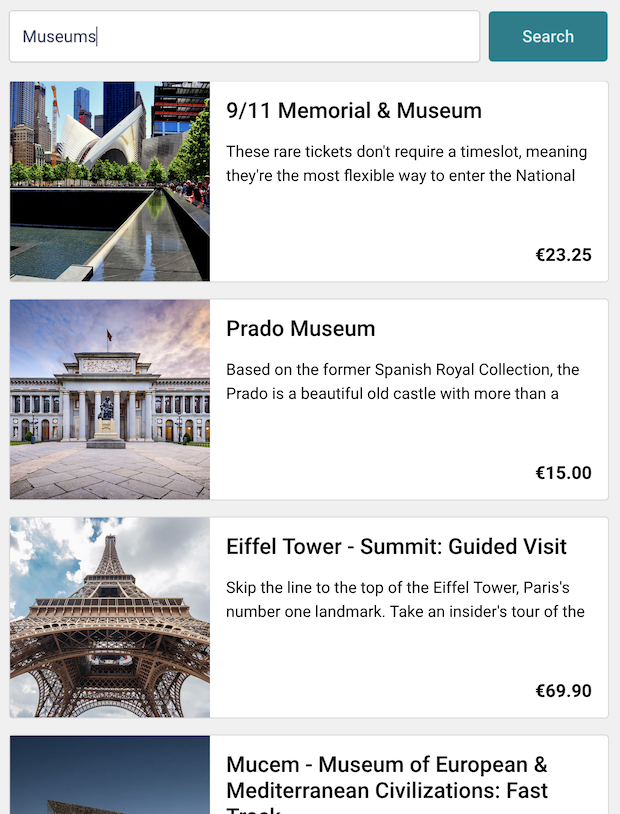 Museums
Search
9/11 Memorial & Museum
These rare tickets don't require a timeslot, meaning
they're the most flexible way to enter the National
€23.25
Prado Museum
Based on the former Spanish Royal Collection, the
Prado is a beautiful old castle with more than a
€15.00
Eiffel Tower - Summit: Guided Visit
Skip the line to the top of the Eiffel Tower, Paris's
number one landmark. Take an insider's tour of the
€69.90
Mucem - Museum of European &
Mediterranean Civilizations: Fast
Track